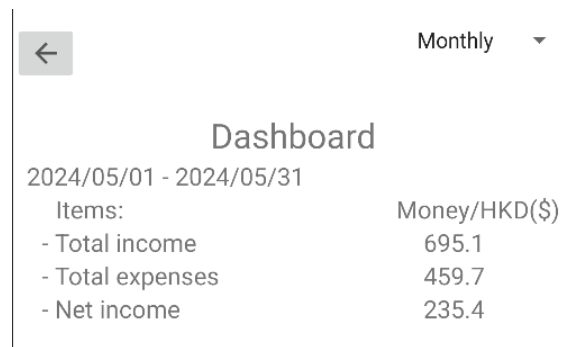 Monthly
Dashboard
2024/05/01 - 2024/05/31
Items: Money/HKD($)
- Total income 695.1
- Total expenses 459.7
- Net income 235.4